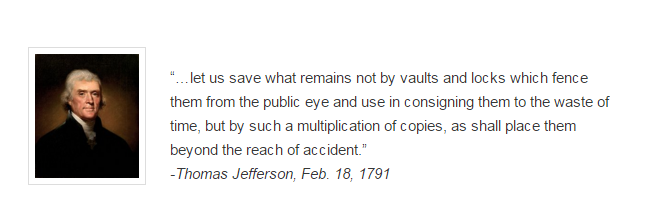 “…let us save what remains not by vaults and locks which fence
them from the public eye and use in consigning them to the waste of
time, but by such a multiplication of copies, as shall place them
beyond the reach of accident.”
-Thomas Jefferson, Feb. 18, 1791